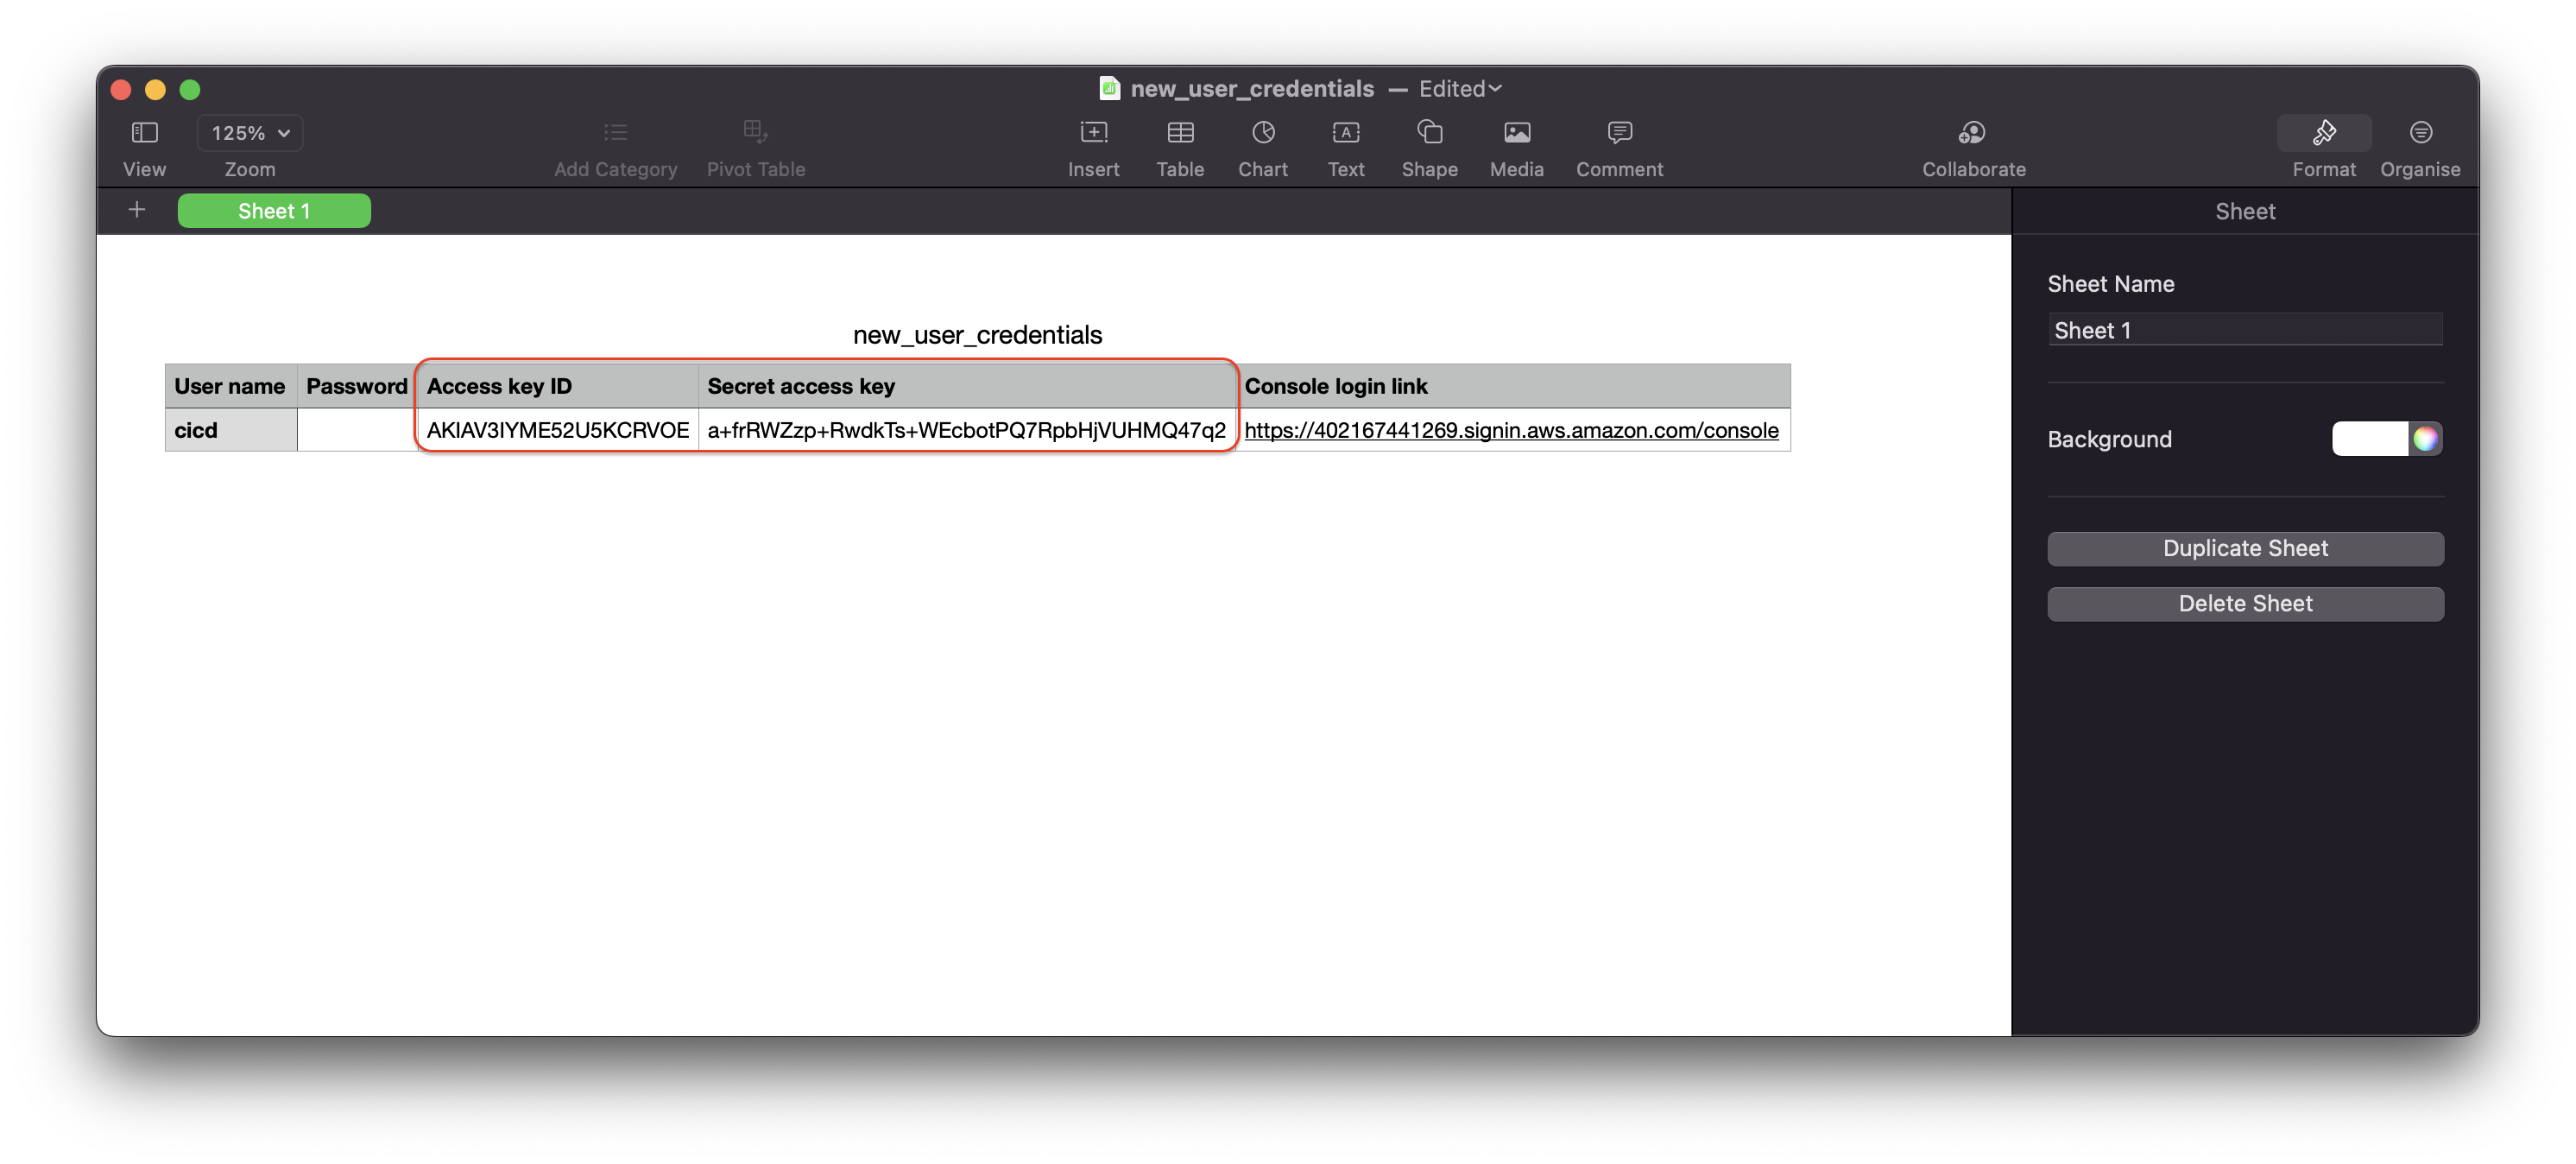 new_user_credentials — Edited
125%
View Zoom Add Category Pivot Table Insert Table Chart Text Shape Media Comment Collaborate Format Organise
+ Sheet 1
Sheet
Sheet Name
Sheet 1
Background
Duplicate Sheet
Delete Sheet
new_user_credentials
User name Password Access key ID Secret access key Console login link
cicd AKIAV3IYME52U5KCRVOE a+frRWZzp+RwdkTs+WEcbotPQ7RpbHjVUHMQ47q2 https://402167441269.signin.aws.amazon.com/console